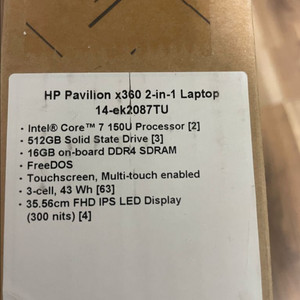 HP Pavilion x360 2-in-1 Laptop
14-ek2087TU
· Intel® Core™ 7 150U Processor [2]
· 512GB Solid State Drive [3]
· 16GB on-board DDR4 SDRAM
· FreeDOS
· Touchscreen, Multi-touch enabled
· 3-cell, 43 Wh [63]
· 35.56cm FHD IPS LED Display
(300 nits) [4]